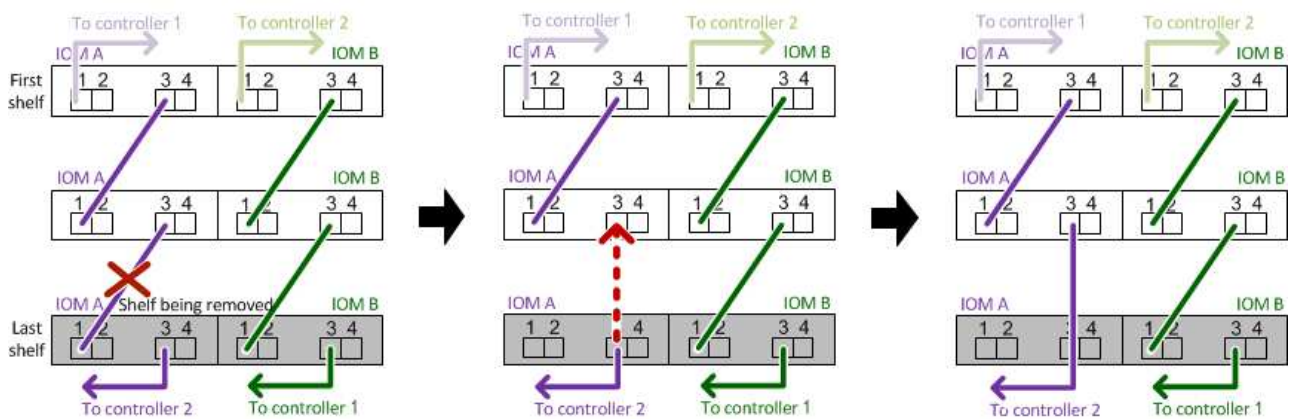 To controller 1 To controller 2 To controller 1 To controller 2 To controller 1 To controller 2
IOM A IOM B IOM A IOM B IOM A IOM B
First shelf 1 2 3 4 1 2 3 4 1 2 3 4 1 2 3 4 1 2 3 4 1 2 3 4
IOM A IOM B IOM A IOM B IOM A IOM B
1 2 3 4 1 2 3 4 1 2 3 4 1 2 3 4 1 2 3 4 1 2 3 4
IOM A Shelf being removed IOM B IOM A IOM B IOM A IOM B
Last shelf 1 2 3 4 1 2 3 4 1 2 4 1 2 3 4 1 2 3 4 1 2 3 4
To controller 2 To controller 1 To controller 2 To controller 1 To controller 2 To controller 1